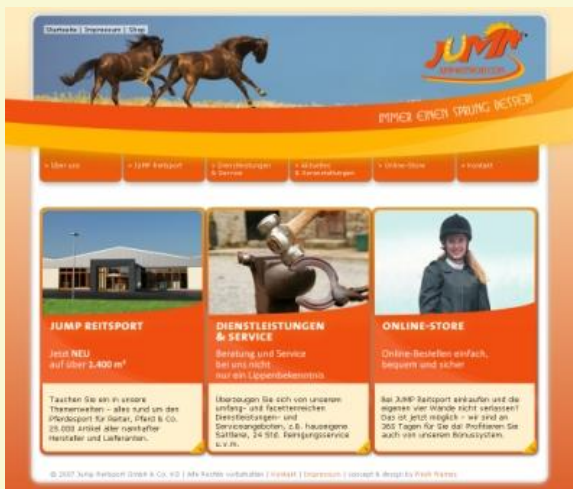 Startseite | Impressum | Shop
JUMP
IMMER EINEN SPRUNG BESSER!
» Über uns
» JUMP Reitsport
» Dienstleistungen
& Service
» Aktuelles
& Veranstaltungen
» Online-Store
» Kontakt
JUMP REITSPORT
Jetzt NEU
auf über 1.400 m²
Tauchen Sie ein in unsere
Themenwelten - alles rund um den
Pferdesport für Reiter, Pferd & Co.
25.000 Artikel aller namhafter
Hersteller und Lieferanten.
DIENSTLEISTUNGEN
& SERVICE
Beratung und Service
bei uns nicht
nur ein Lippenbekenntnis
Überzeugen Sie sich von unserem
umfang- und facettenreichen
Dienstleistungs- und
Serviceangeboten, z.B. hauseigene
Sattlerei, 24 Std. Reinigungsservice
u.v.m.
ONLINE-STORE
Online-Bestellen einfach,
bequem und sicher
Bei JUMP Reitsport einkaufen und die
eigenen vier Wände nicht verlassen?
Das ist jetzt möglich - wir sind an
365 Tagen für Sie da! Profitieren Sie
auch von unserem Bonussystem.
© 2007 Jump Reitsport GmbH & Co. KG | Alle Rechte vorbehalten | Kontakt | Impressum | concept & design by Fresh Frames